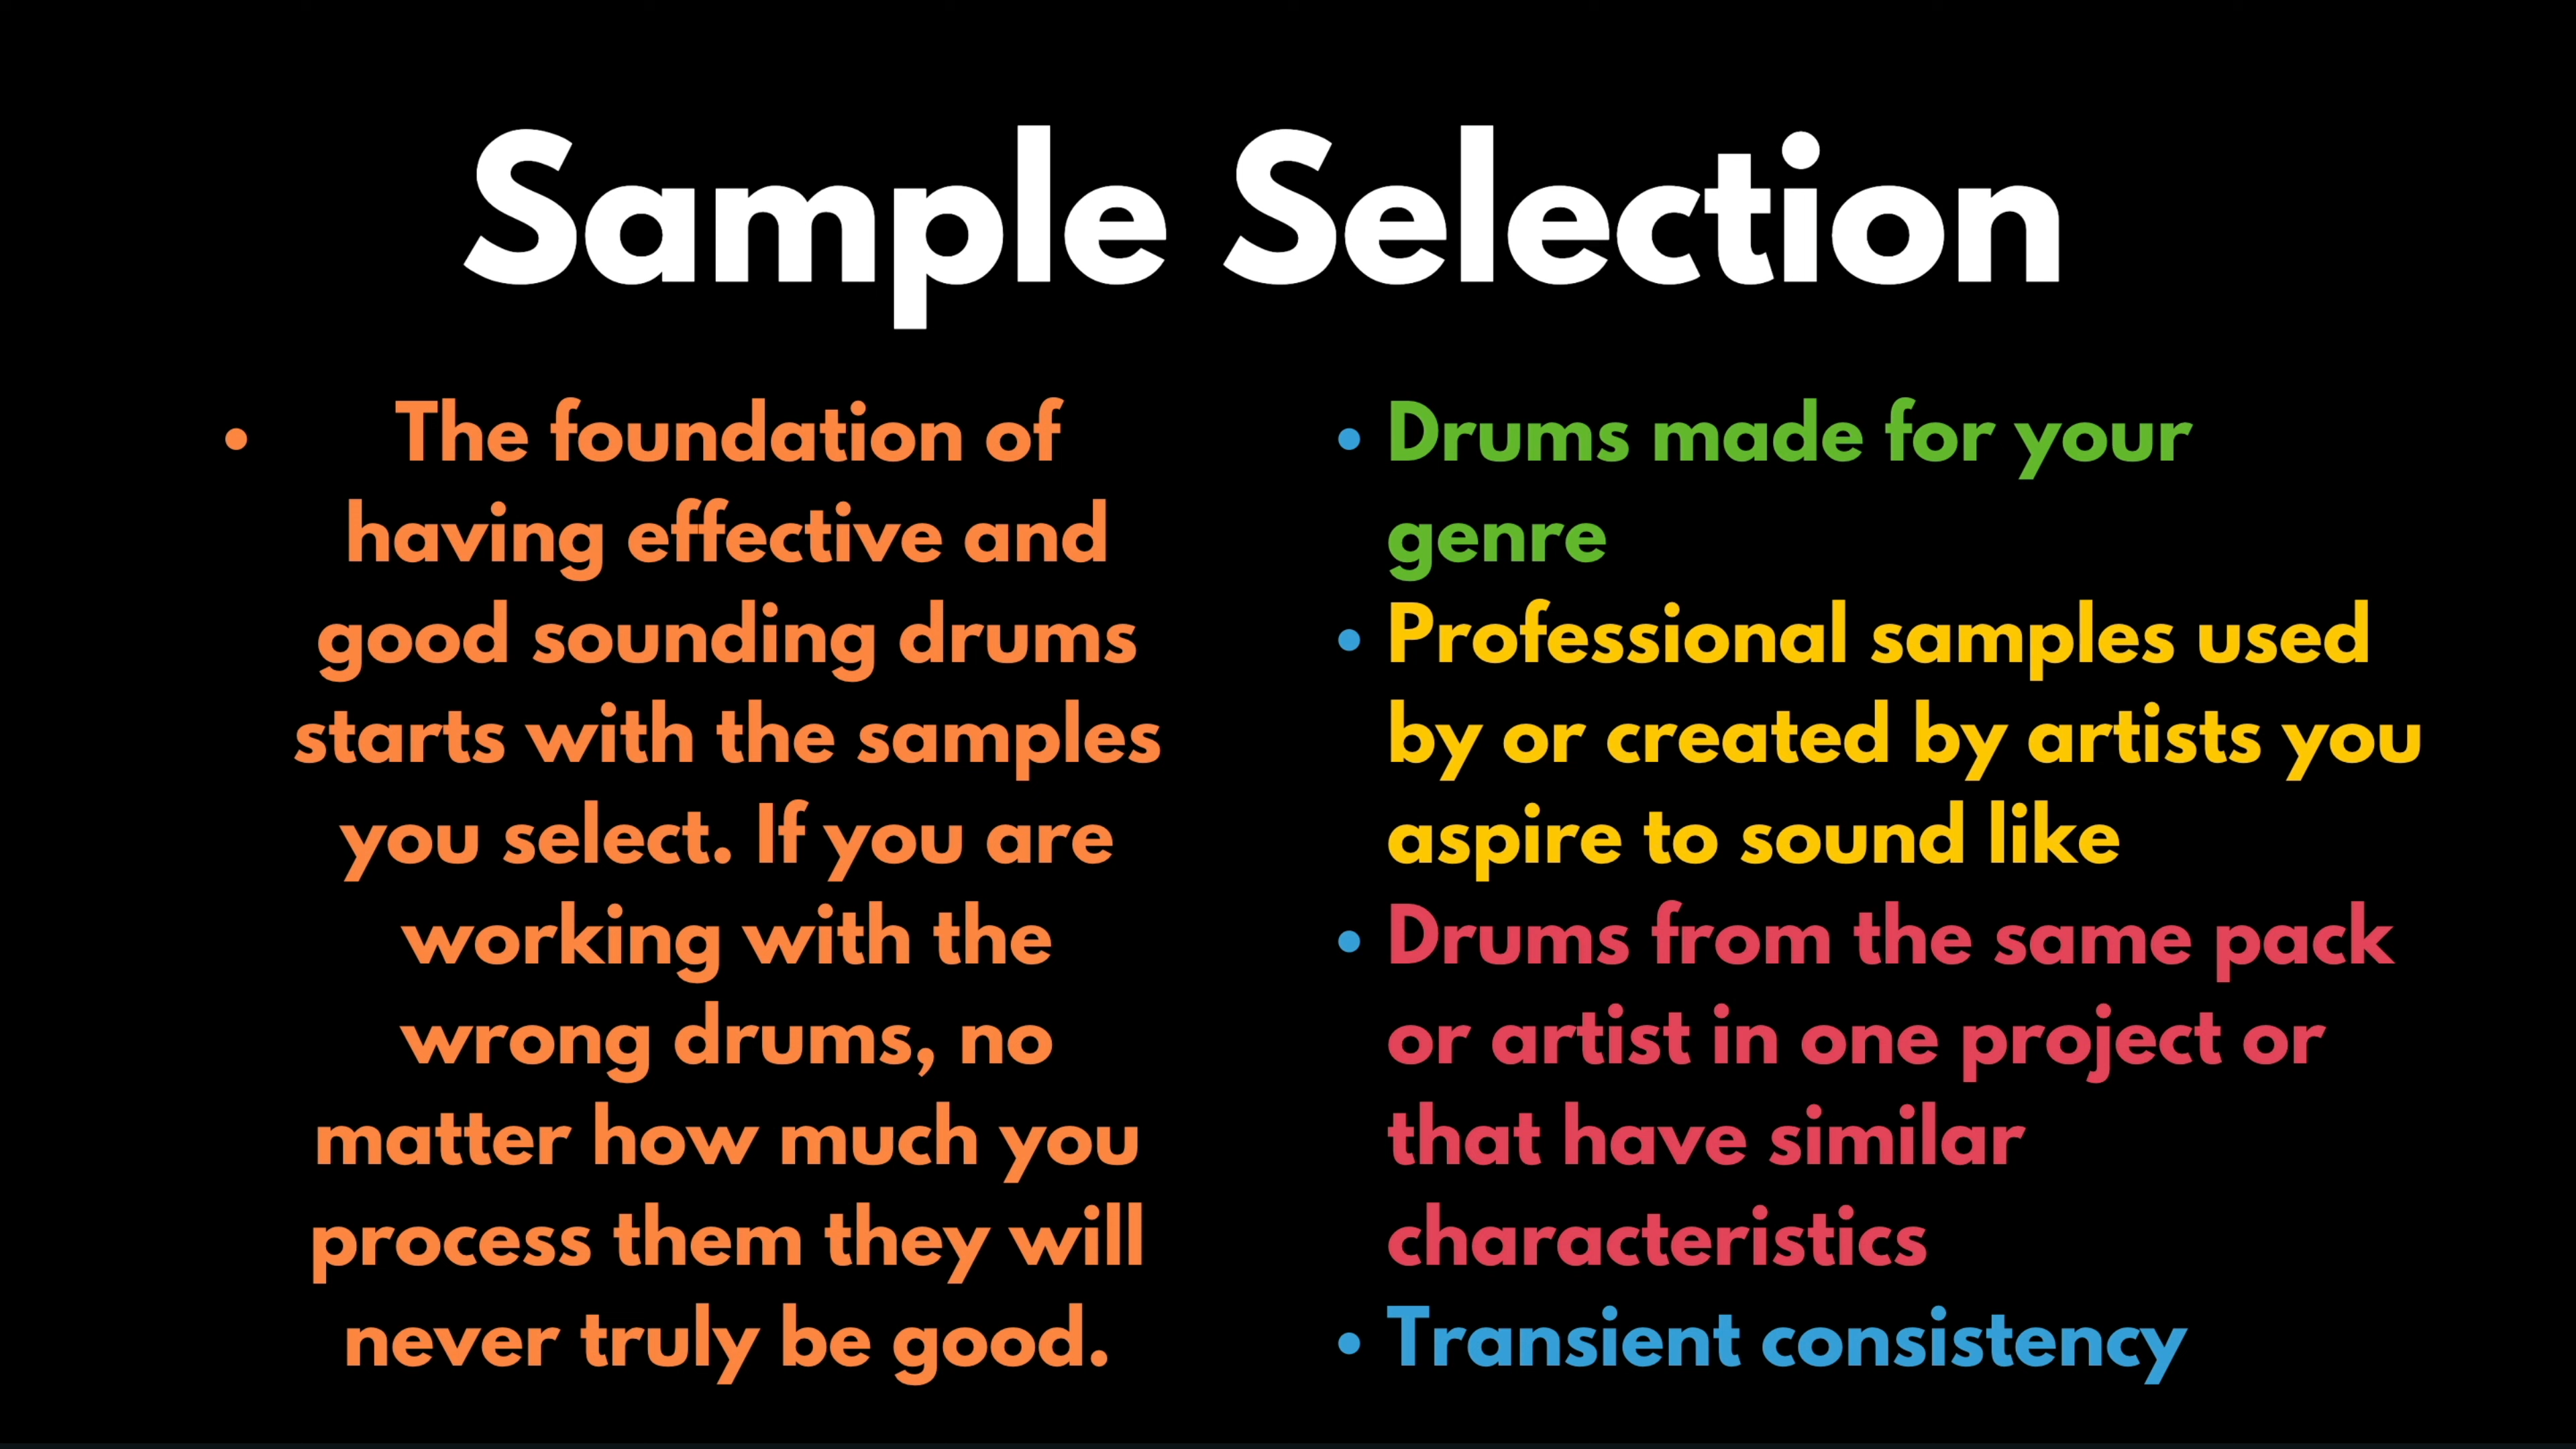 Sample Selection
• The foundation of
having effective and
good sounding drums
starts with the samples
you select. If you are
working with the
wrong drums, no
matter how much you
process them they will
never truly be good.
• Drums made for your
genre
• Professional samples used
by or created by artists you
aspire to sound like
• Drums from the same pack
or artist in one project or
that have similar
characteristics
• Transient consistency